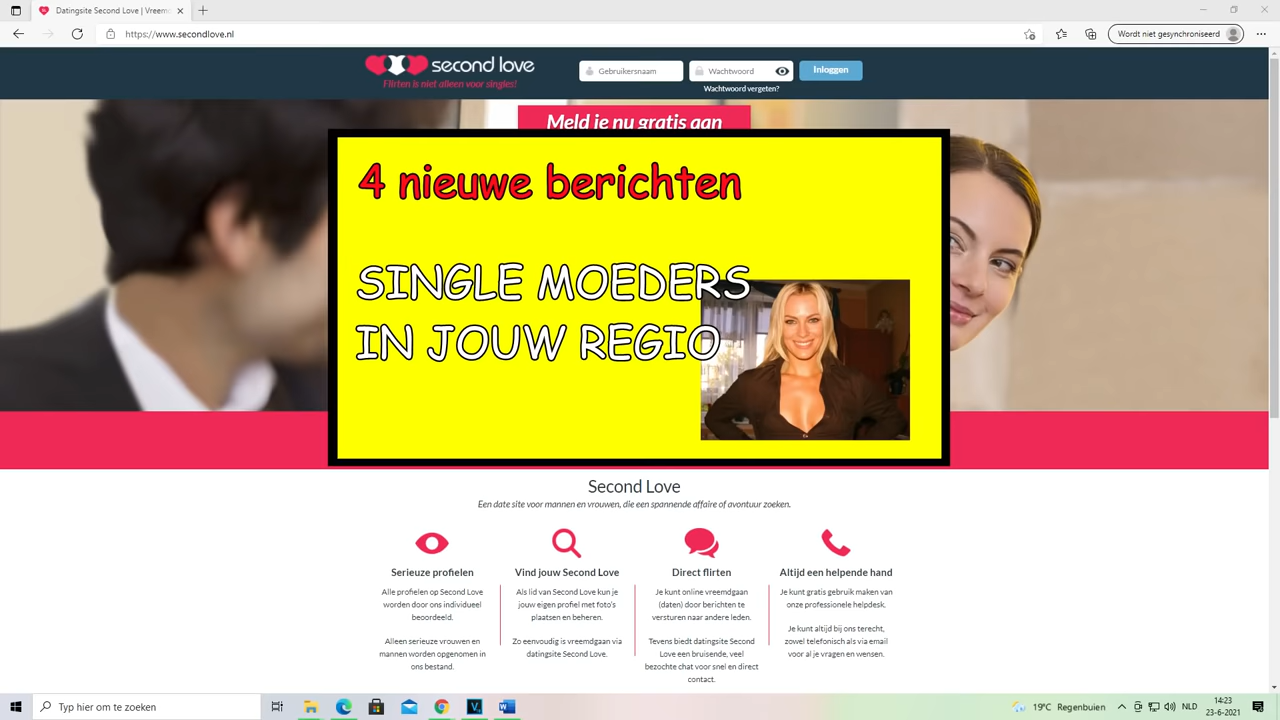 Datingsite Second Love | Vreem
https://www.secondlove.nl
Wordt niet gesynchroniseerd
second love
Flirten is niet alleen voor singles!
Gebruikersnaam
Wachtwoord
Inloggen
Wachtwoord vergeten?
Meld je nu gratis aan
4 nieuwe berichten
SINGLE MOEDERS
IN JOUW REGIO
Second Love
Een date site voor mannen en vrouwen, die een spannende affaire of avontuur zoeken.
Serieuze profielen
Alle profielen op Second Love
worden door ons individueel
beoordeeld.
Alleen serieuze vrouwen en
mannen worden opgenomen in
ons bestand.
Vind jouw Second Love
Als lid van Second Love kun je
jouw eigen profiel met foto's
plaatsen en beheren.
Zo eenvoudig is vreemdgaan via
datingsite Second Love.
Direct flirten
Je kunt online vreemdgaan
(daten) door berichten te
versturen naar andere leden.
Tevens biedt datingsite Second
Love een bruisende, veel
bezochte chat voor snel en direct
contact.
Altijd een helpende hand
Je kunt gratis gebruik maken van
onze professionele helpdesk.
Je kunt altijd bij ons terecht,
zowel telefonisch als via email
voor al je vragen en wensen.
Typ hier om te zoeken
19°C Regenbuien
NLD
14:23
23-6-2021